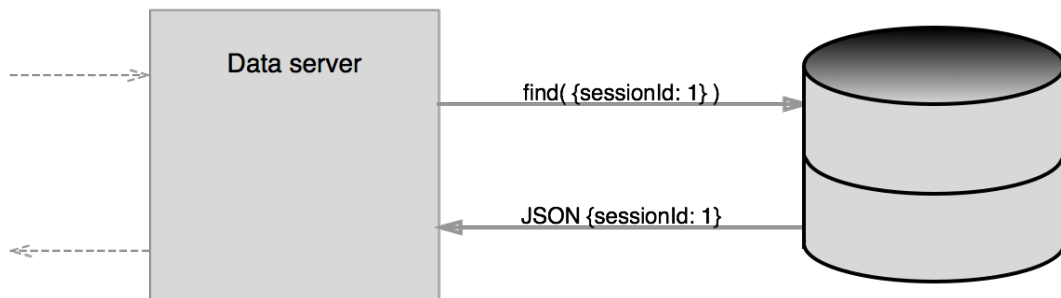 Data server
find( {sessionId: 1} )
JSON {sessionId: 1}